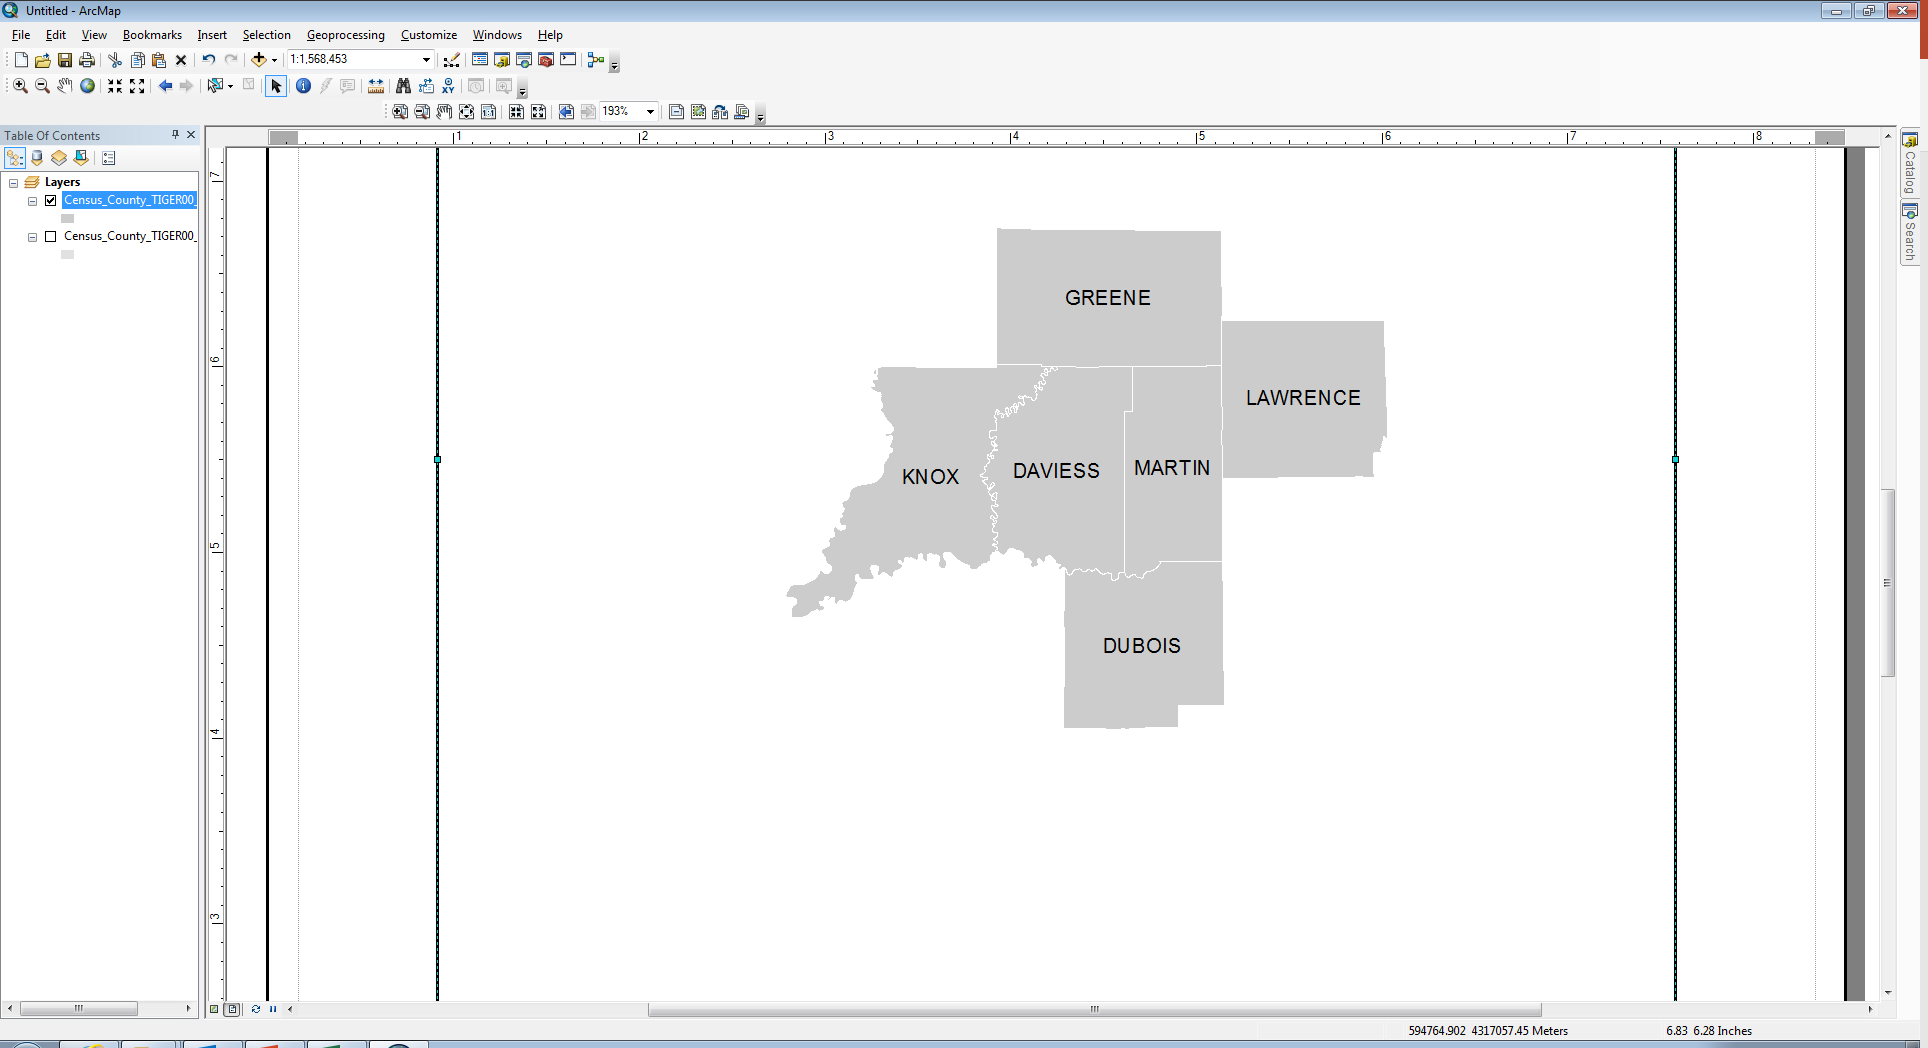 Untitled - ArcMap
File Edit View Bookmarks Insert Selection Geoprocessing Customize Windows Help
1:1,568,453
193%
Table Of Contents
Layers
Census_County_TIGER00_
Census_County_TIGER00_
1 2 3 4 5 6 7 8
7
6
5
4
3
GREENE
LAWRENCE
KNOX
DAVIESS
MARTIN
DUBOIS
Catalog
Search
594764.902 4317057.45 Meters
6.83 6.28 Inches